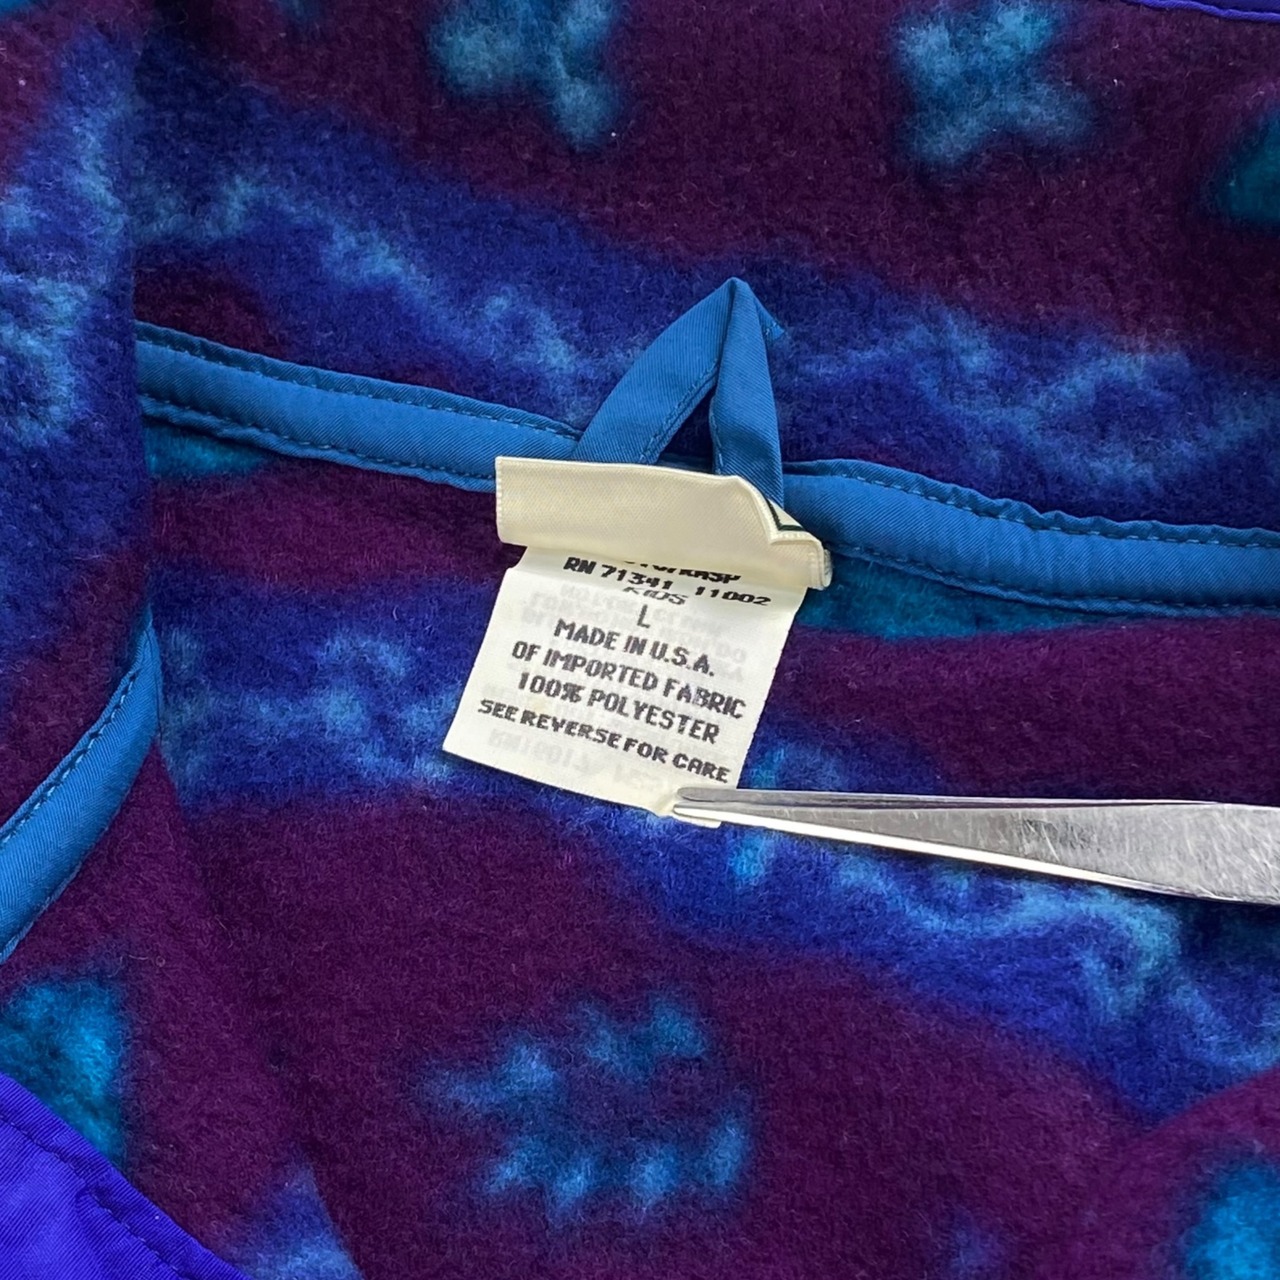 RN 71341 11002
KIDS
L
MADE IN U.S.A.
OF IMPORTED FABRIC
100% POLYESTER
SEE REVERSE FOR CARE